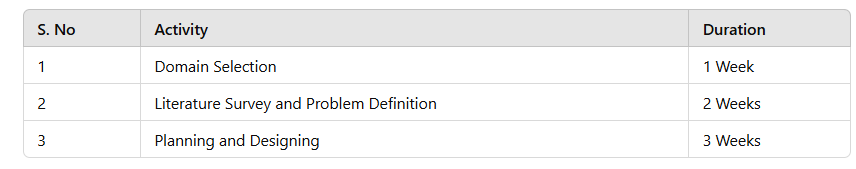 S. No Activity Duration
1 Domain Selection 1 Week
2 Literature Survey and Problem Definition 2 Weeks
3 Planning and Designing 3 Weeks